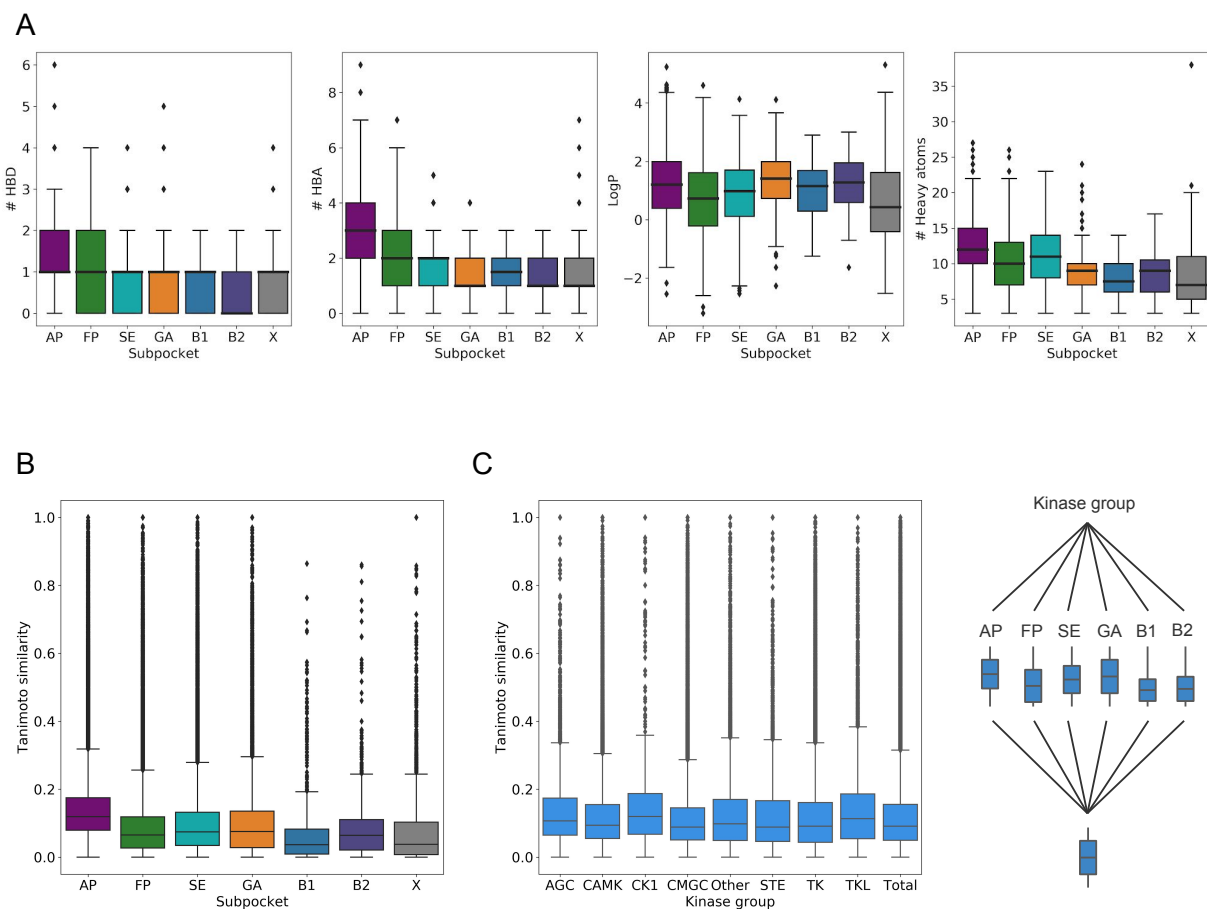 A
# HBD
6
5
4
3
2
1
0
AP FP SE GA B1 B2 X
Subpocket
# HBA
8
6
4
2
0
AP FP SE GA B1 B2 X
Subpocket
LogP
4
2
0
−2
AP FP SE GA B1 B2 X
Subpocket
# Heavy atoms
35
30
25
20
15
10
5
AP FP SE GA B1 B2 X
Subpocket
B
Tanimoto similarity
1.0
0.8
0.6
0.4
0.2
0.0
AP FP SE GA B1 B2 X
Subpocket
C
Tanimoto similarity
1.0
0.8
0.6
0.4
0.2
0.0
AGC CAMK CK1 CMGC Other STE TK TKL Total
Kinase group
Kinase group
AP FP SE GA B1 B2